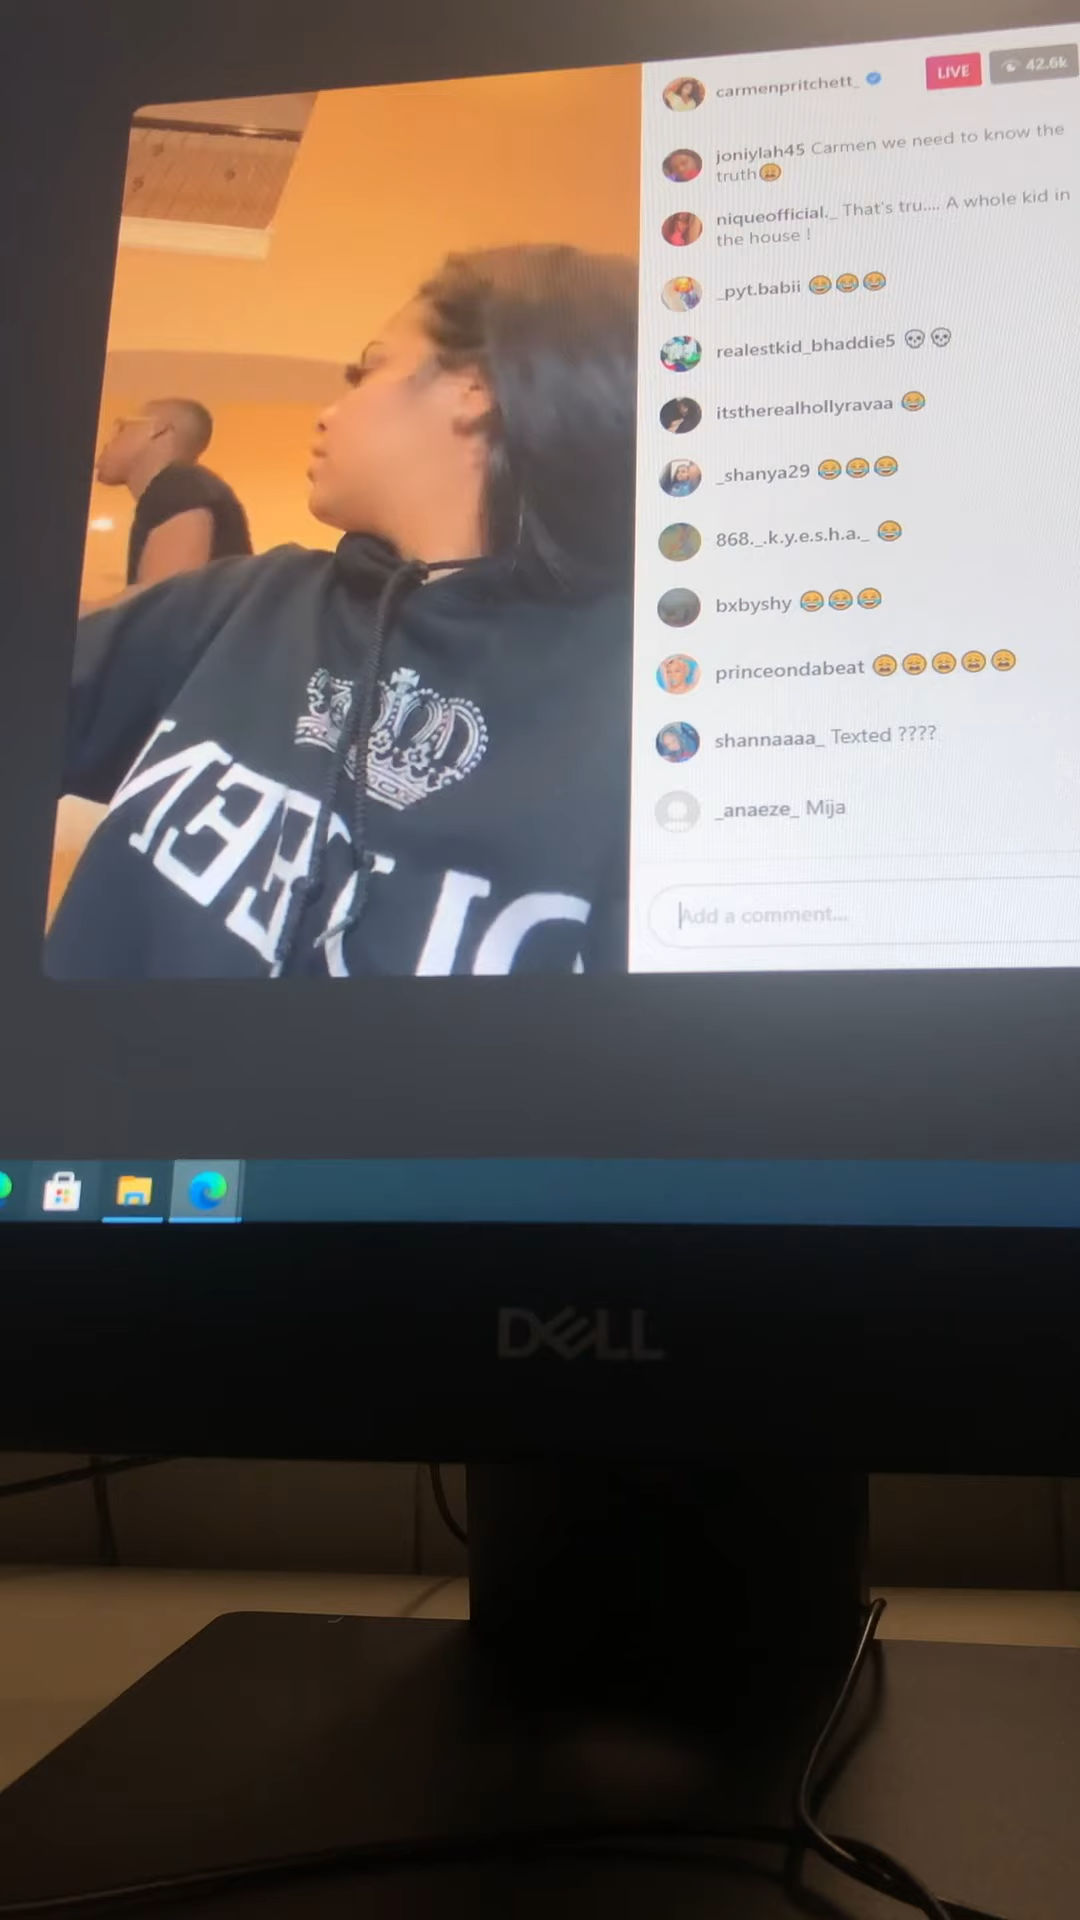 carmenpritchett_
LIVE
42.6k
joniylah45 Carmen we need to know the
truth😩
niqueofficial._ That's tru.... A whole kid in
the house !
_pyt.babii 😂😂😂
realestkid_bhaddie5 💀💀
itstherealhollyravaa 😂
_shanya29 😂😂😂
868._.k.y.e.s.h.a._ 😂
bxbyshy 😂😂😂
princeondabeat 😩😩😩😩😩
shannaaaa_ Texted ????
_anaeze_ Mija
Add a comment...
DELL